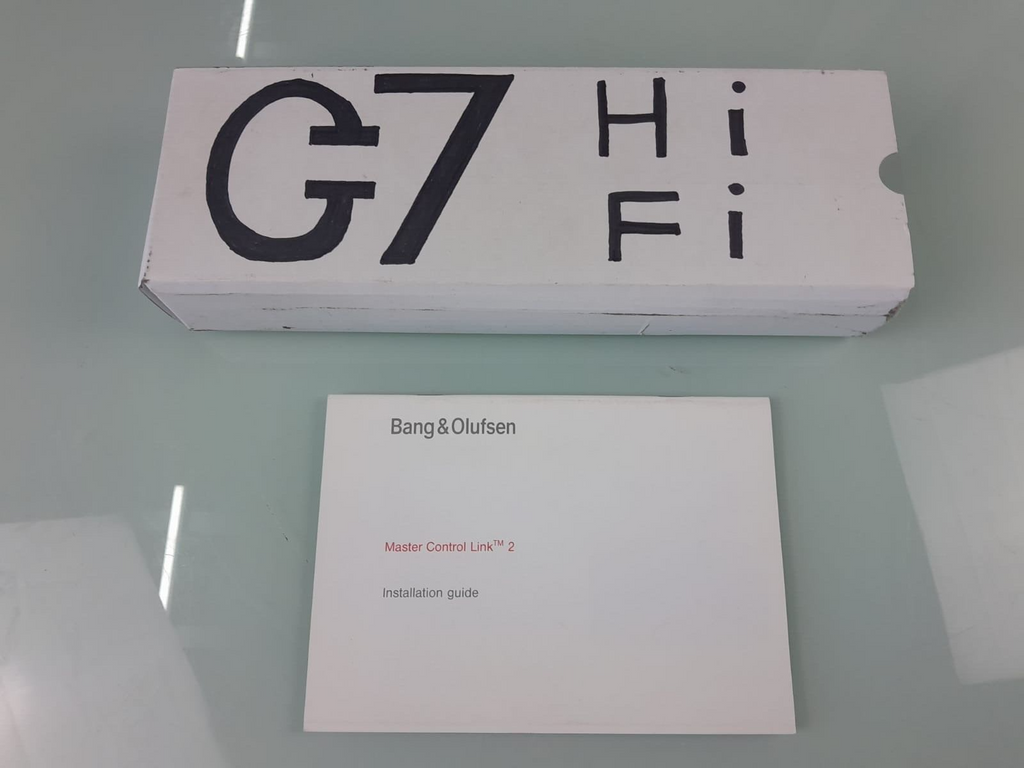 G7
Hi
Fi
Bang & Olufsen
Master Control Link™ 2
Installation guide